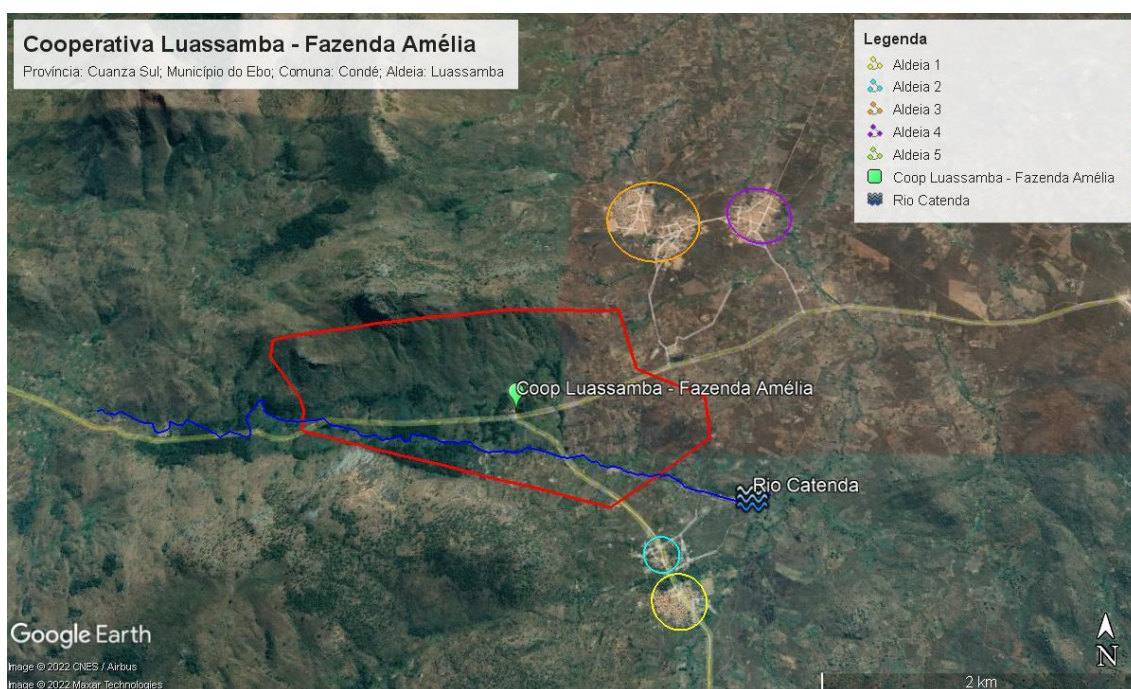 Cooperativa Luassamba - Fazenda Amélia
Província: Cuanza Sul; Município do Ebo; Comuna: Condé; Aldeia: Luassamba
Legenda
Aldeia 1
Aldeia 2
Aldeia 3
Aldeia 4
Aldeia 5
Coop Luassamba - Fazenda Amélia
Rio Catenda
Coop Luassamba - Fazenda Amélia
Rio Catenda
Google Earth
Image © 2022 CNES / Airbus
Image © 2022 Maxar Technologies
N
2 km